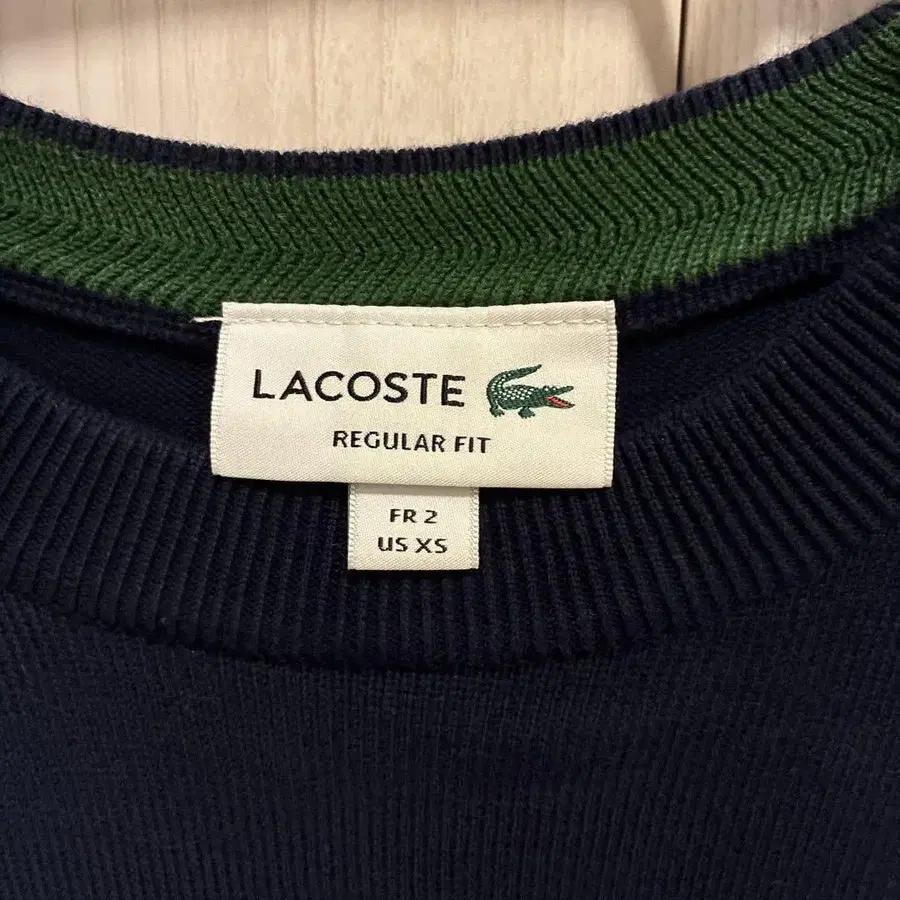 LACOSTE
REGULAR FIT
FR 2
US XS